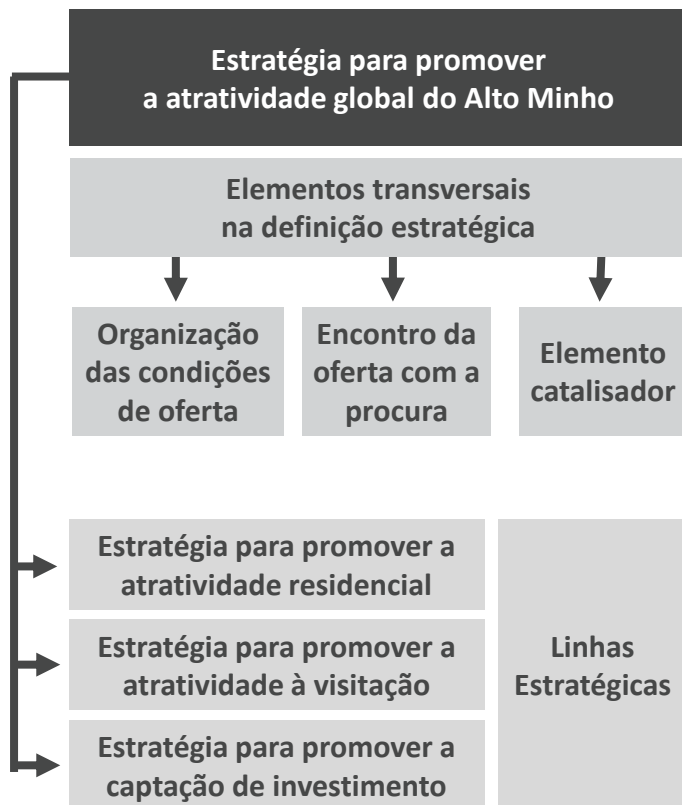 Estratégia para promover
a atratividade global do Alto Minho
Elementos transversais
na definição estratégica
Organização
das condições
de oferta
Encontro da
oferta com a
procura
Elemento
catalisador
Estratégia para promover a
atratividade residencial
Estratégia para promover a
atratividade à visitação
Estratégia para promover a
captação de investimento
Linhas
Estratégicas